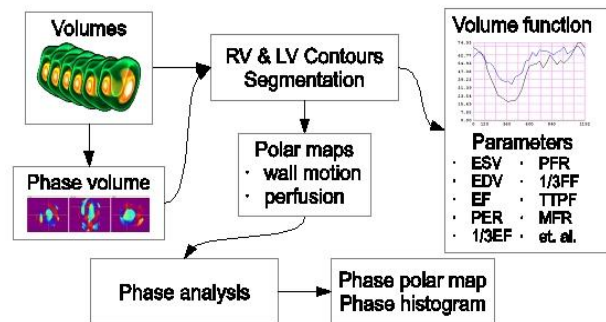 Volumes
Phase volume
RV & LV Contours
Segmentation
Polar maps
· wall motion
· perfusion
Phase analysis
Phase polar map
Phase histogram
Volume function
Parameters
· ESV · PFR
· EDV · 1/3FF
· EF · TTPF
· PER · MFR
· 1/3EF · et. al.